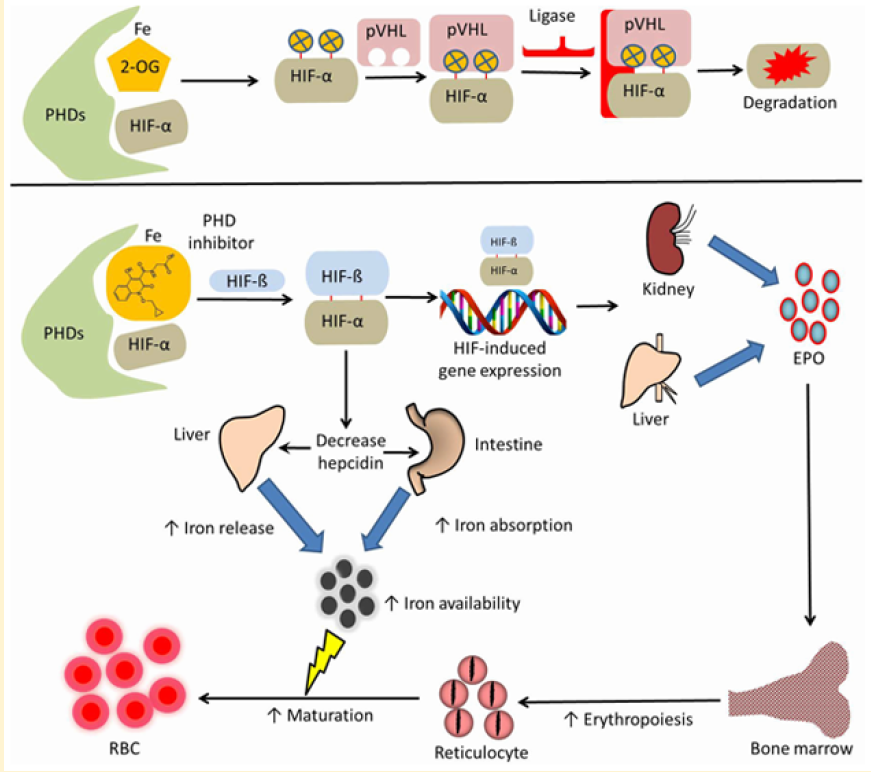 Fe
2-OG
PHDs
HIF-α
HIF-α
pVHL
pVHL
HIF-α
Ligase
pVHL
HIF-α
Degradation
Fe
PHD
inhibitor
PHDs
HIF-α
HIF-ß
HIF-ß
HIF-α
HIF-ß
HIF-α
HIF-induced
gene expression
Kidney
Liver
EPO
Liver
Decrease
hepcidin
Intestine
↑ Iron release
↑ Iron absorption
↑ Iron availability
RBC
↑ Maturation
Reticulocyte
↑ Erythropoiesis
Bone marrow